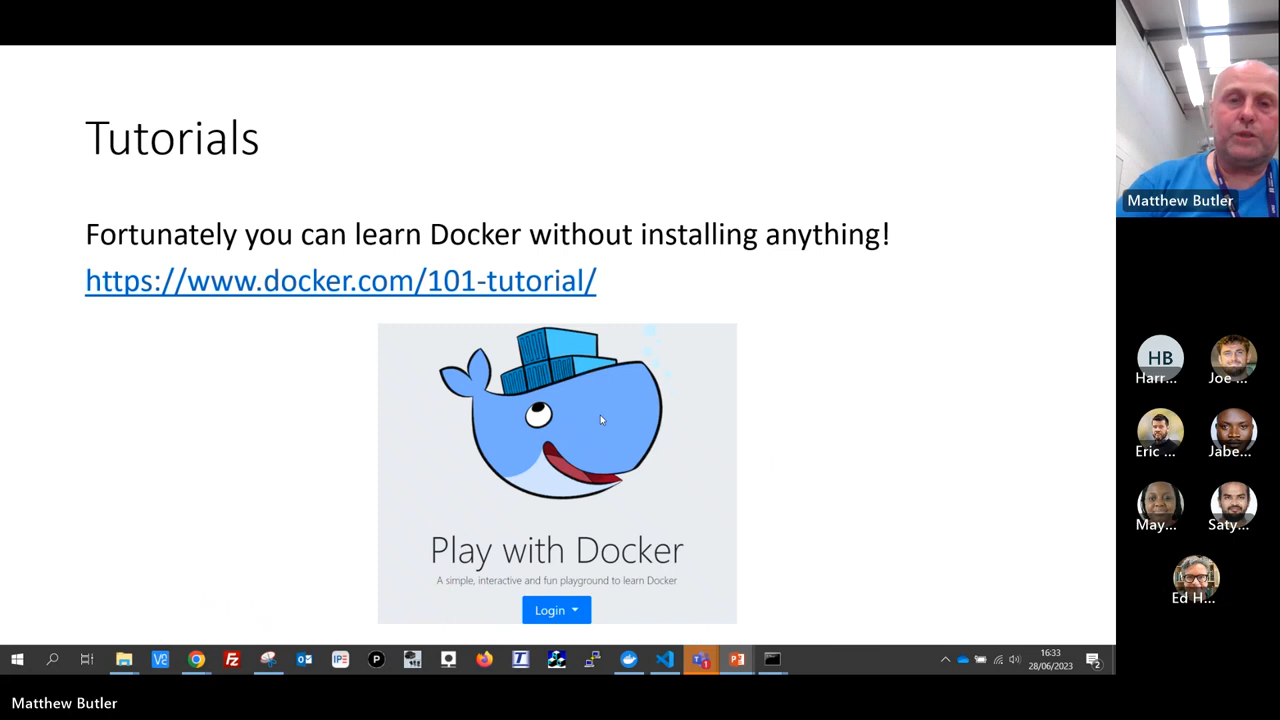 Tutorials
Fortunately you can learn Docker without installing anything!
https://www.docker.com/101-tutorial/
Play with Docker
A simple, interactive and fun playground to learn Docker
Login
Matthew Butler
HB
Harr...
Joe ...
Eric ...
Jabe...
May...
Saty...
Ed H...
16:33
28/06/2023
Matthew Butler